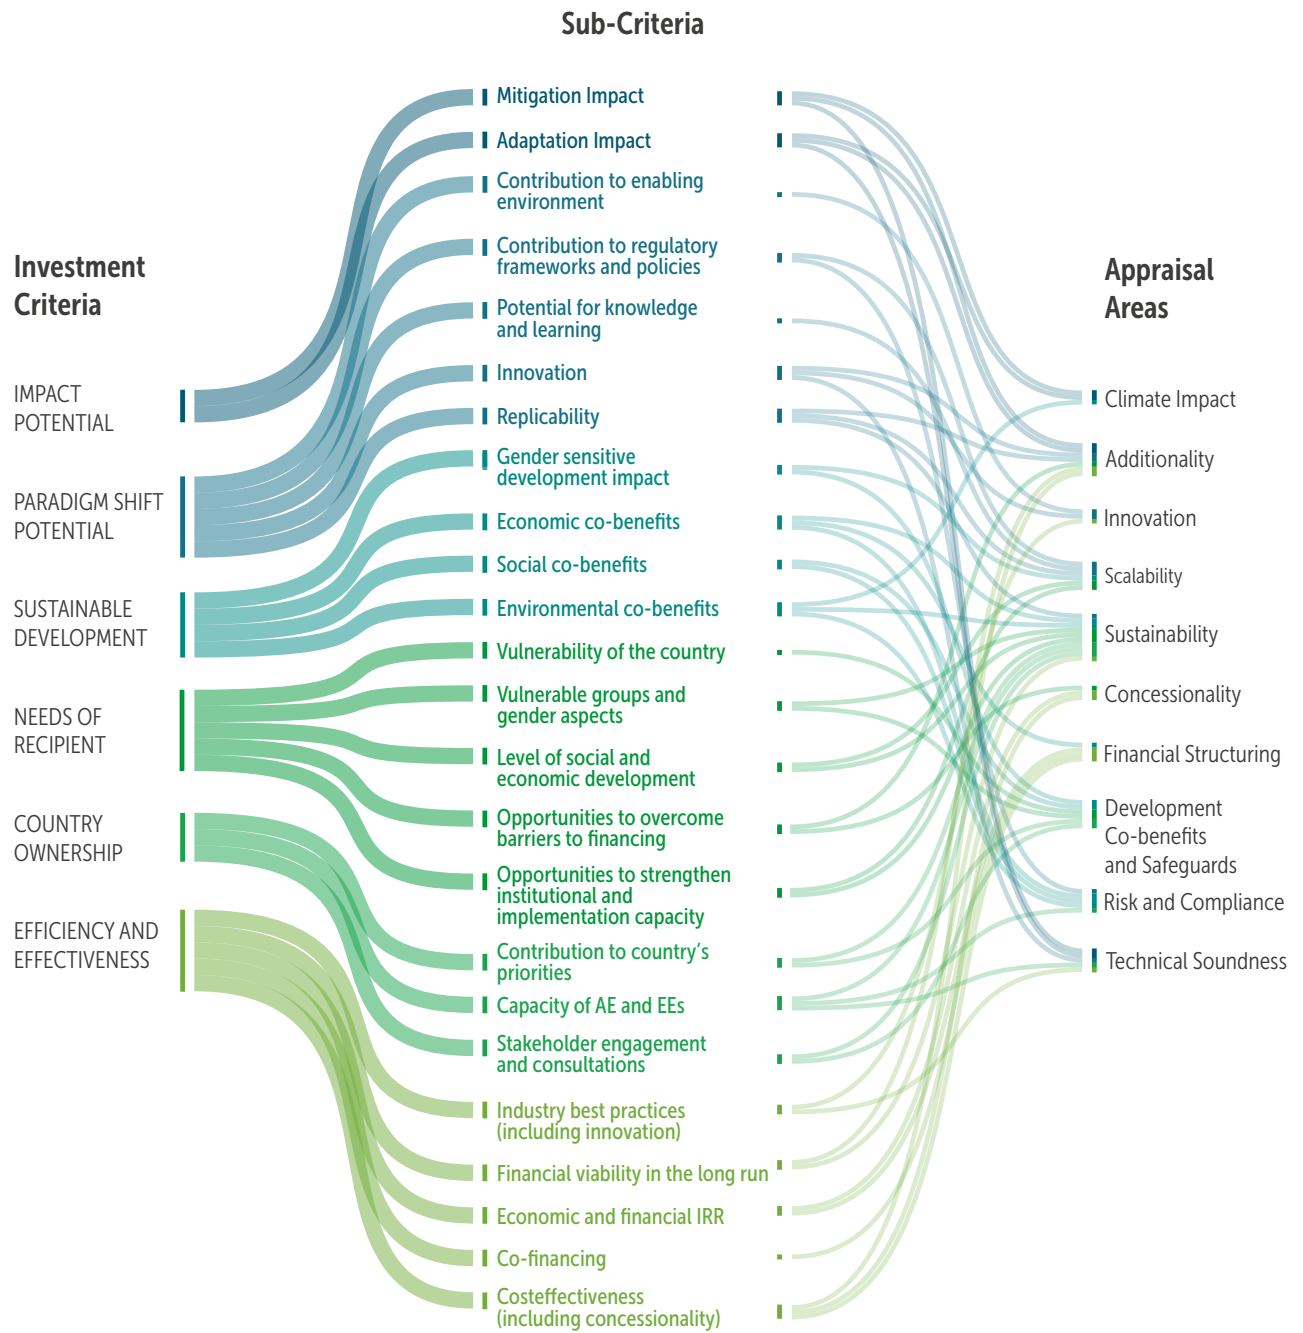 Sub-Criteria
Investment
Criteria
IMPACT
POTENTIAL
PARADIGM SHIFT
POTENTIAL
SUSTAINABLE
DEVELOPMENT
NEEDS OF
RECIPIENT
COUNTRY
OWNERSHIP
EFFICIENCY AND
EFFECTIVENESS
Mitigation Impact
Adaptation Impact
Contribution to enabling
environment
Contribution to regulatory
frameworks and policies
Potential for knowledge
and learning
Innovation
Replicability
Gender sensitive
development impact
Economic co-benefits
Social co-benefits
Environmental co-benefits
Vulnerability of the country
Vulnerable groups and
gender aspects
Level of social and
economic development
Opportunities to overcome
barriers to financing
Opportunities to strengthen
institutional and
implementation capacity
Contribution to country's
priorities
Capacity of AE and EEs
Stakeholder engagement
and consultations
Industry best practices
(including innovation)
Financial viability in the long run
Economic and financial IRR
Co-financing
Costeffectiveness
(including concessionality)
Appraisal
Areas
Climate Impact
Additionality
Innovation
Scalability
Sustainability
Concessionality
Financial Structuring
Development
Co-benefits
and Safeguards
Risk and Compliance
Technical Soundness